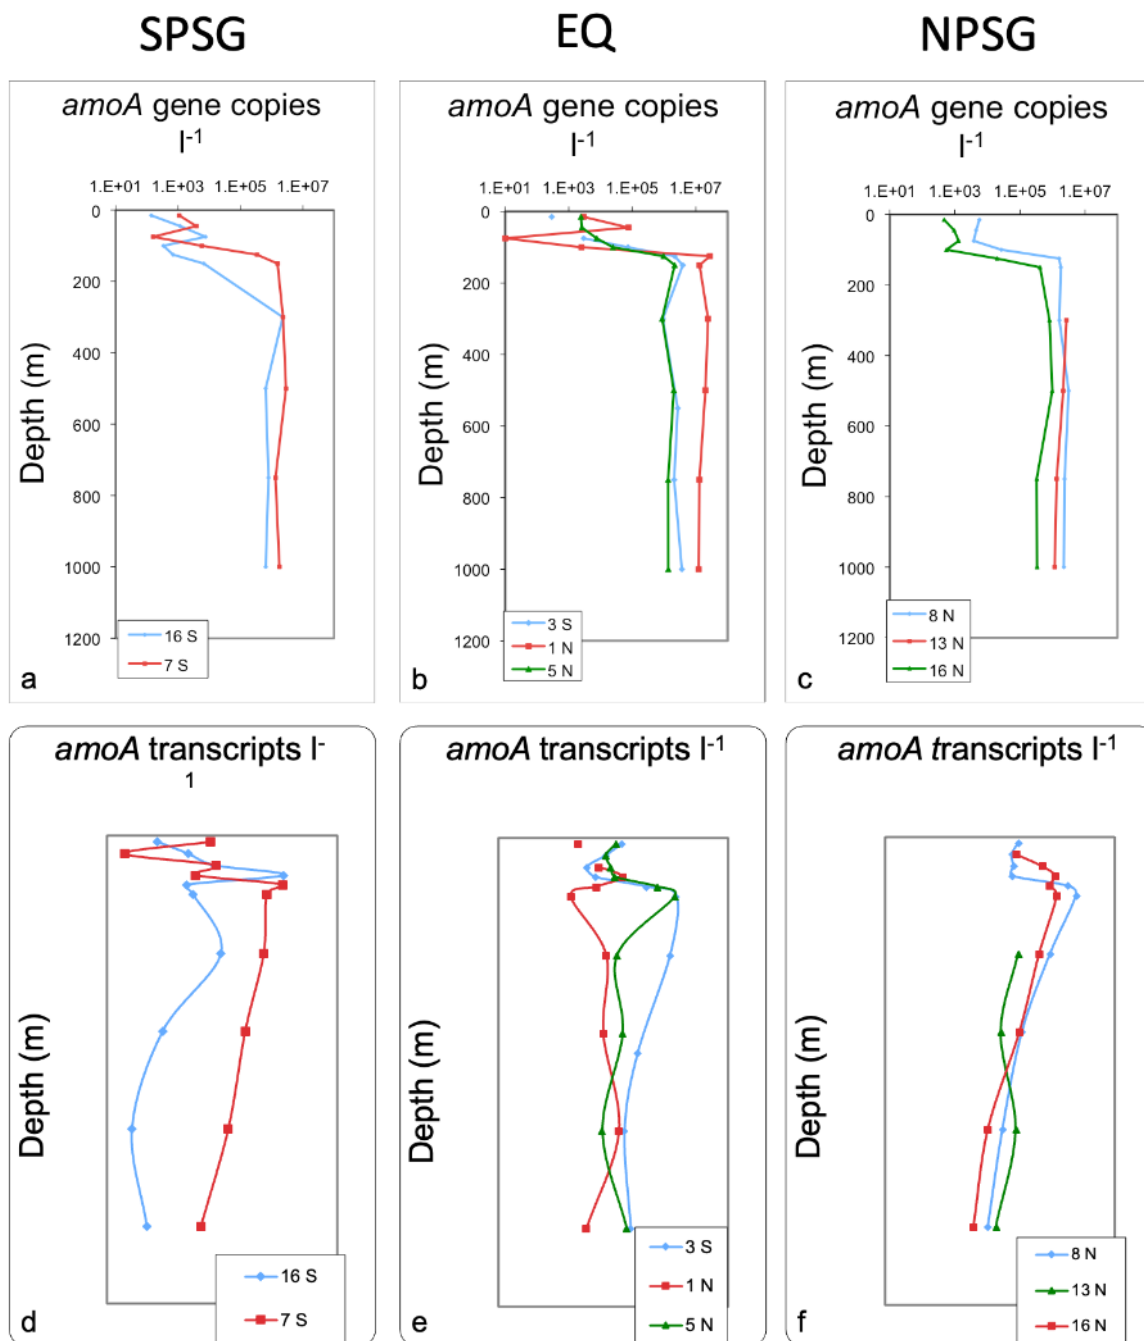 SPSG EQ NPSG
amoA gene copies
l-1
1.E+01 1.E+03 1.E+05 1.E+07
0
200
400
600
800
1000
1200
Depth (m)
16 S
7 S
a
amoA gene copies
l-1
1.E+01 1.E+03 1.E+05 1.E+07
0
200
400
600
800
1000
1200
Depth (m)
3 S
1 N
5 N
b
amoA gene copies
l-1
1.E+01 1.E+03 1.E+05 1.E+07
0
200
400
600
800
1000
1200
Depth (m)
8 N
13 N
16 N
c
amoA transcripts l-
1
Depth (m)
16 S
7 S
d
amoA transcripts l-1
Depth (m)
3 S
1 N
5 N
e
amoA transcripts l-1
Depth (m)
8 N
13 N
16 N
f